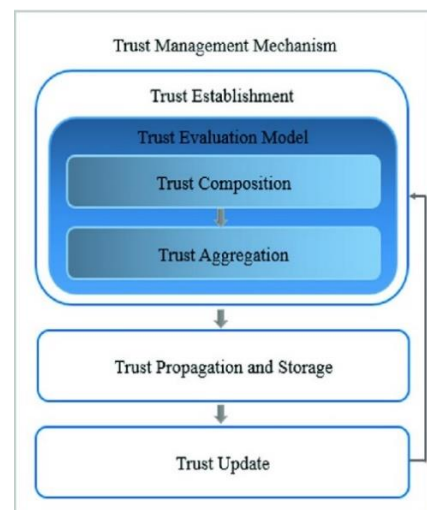 Trust Management Mechanism
Trust Establishment
Trust Evaluation Model
Trust Composition
Trust Aggregation
Trust Propagation and Storage
Trust Update